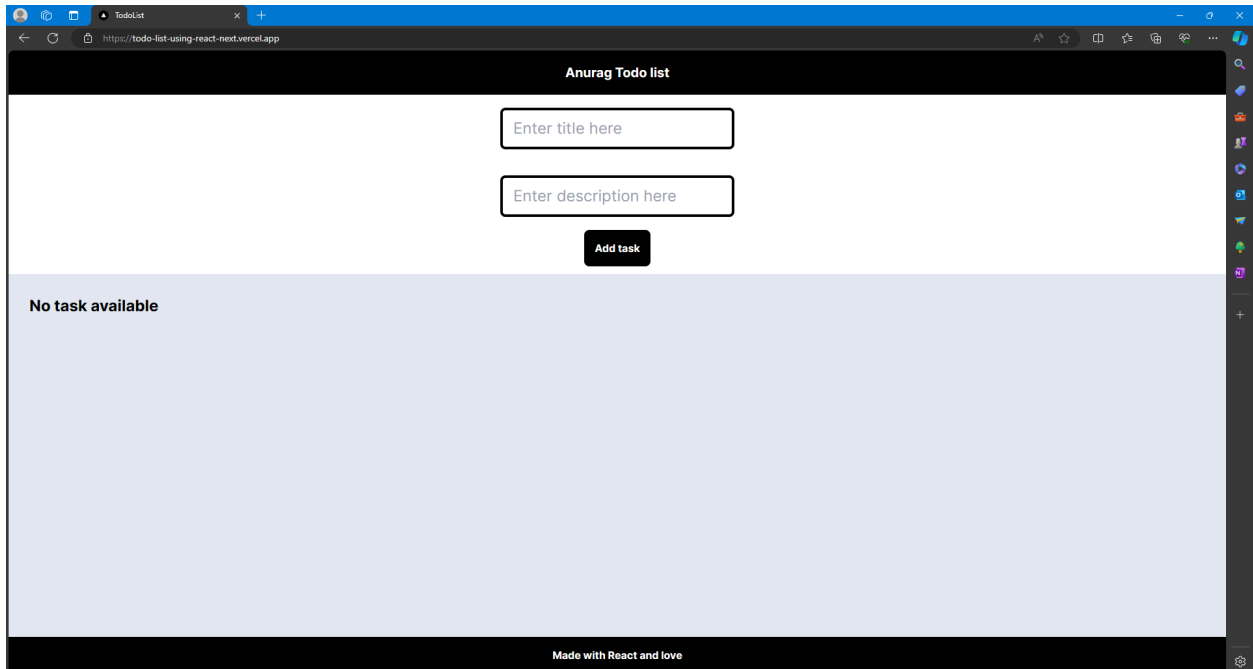 TodoList
https://todo-list-using-react-next.vercel.app
Anurag Todo list
Enter title here
Enter description here
Add task
No task available
Made with React and love